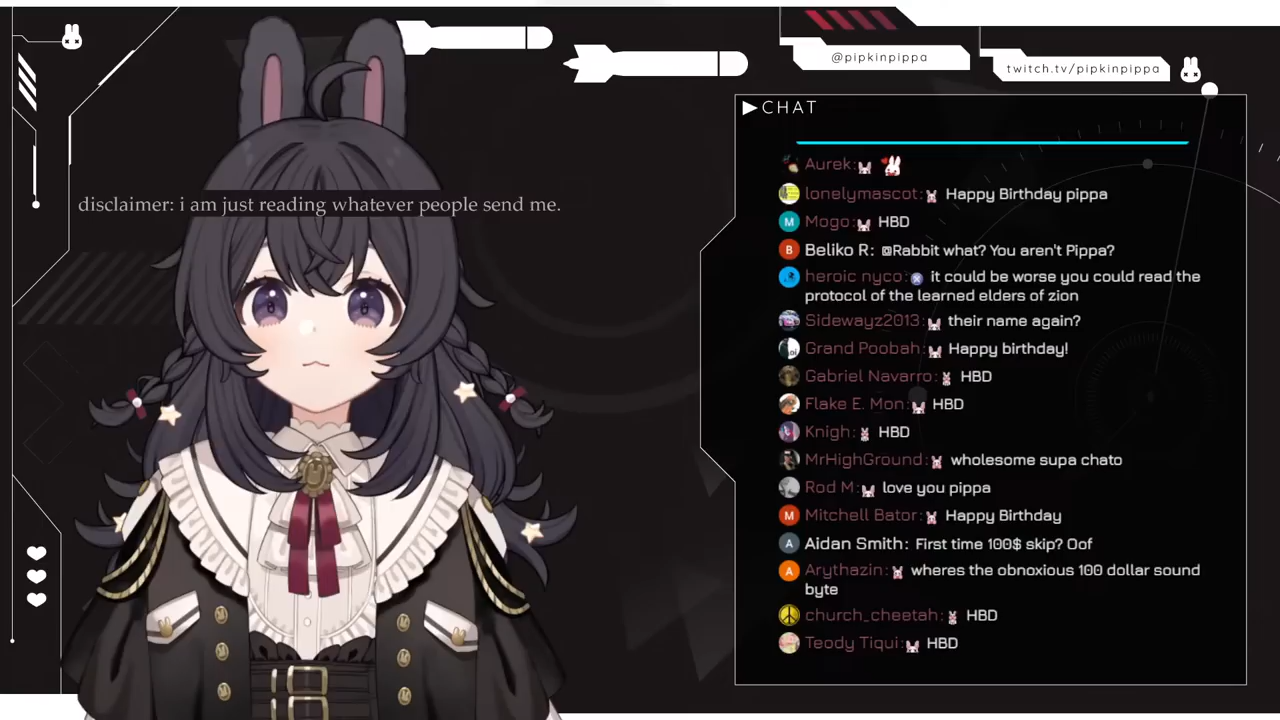 @pipkinpippa
twitch.tv/pipkinpippa
▶CHAT
disclaimer: i am just reading whatever people send me.
Aurek:
lonelymascot: Happy Birthday pippa
Mogo: HBD
Beliko R: @Rabbit what? You aren't Pippa?
heroic nyco: it could be worse you could read the
protocol of the learned elders of zion
Sidewayz2013: their name again?
Grand Poobah: Happy birthday!
Gabriel Navarro: HBD
Flake E. Mon: HBD
Knigh: HBD
MrHighGround: wholesome supa chato
Rod M: love you pippa
Mitchell Bator: Happy Birthday
Aidan Smith: First time 100$ skip? Oof
Arythazin: wheres the obnoxious 100 dollar sound
byte
church_cheetah: HBD
Teody Tiqui: HBD